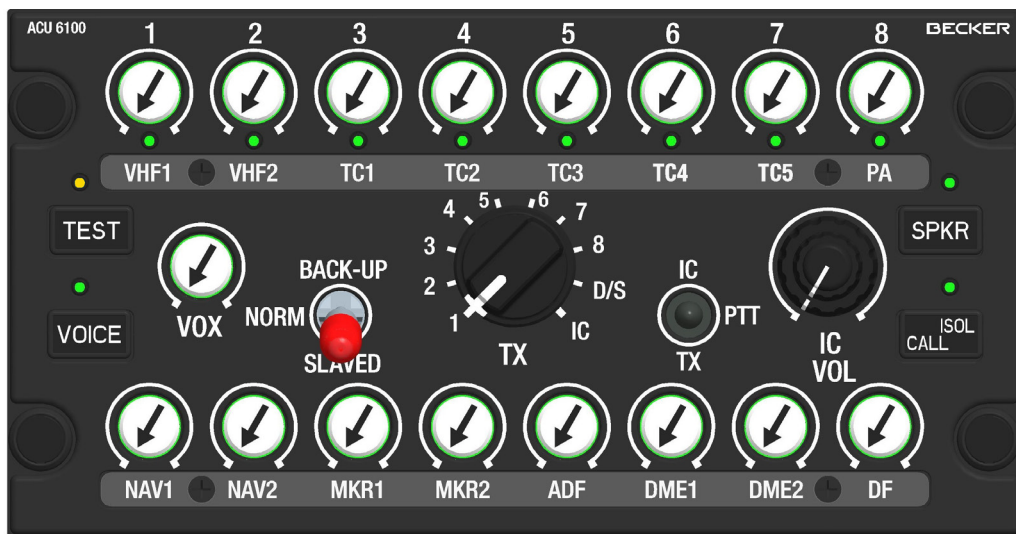 ACU 6100 1 2 3 4 5 6 7 8 BECKER
VHF1 VHF2 TC1 TC2 TC3 TC4 TC5 PA
TEST
VOICE
VOX
BACK-UP
NORM
SLAVED
1 2 3 4 5 6 7 8 D/S IC
TX
IC
PTT
TX
IC
VOL
SPKR
ISOL
CALL
NAV1 NAV2 MKR1 MKR2 ADF DME1 DME2 DF